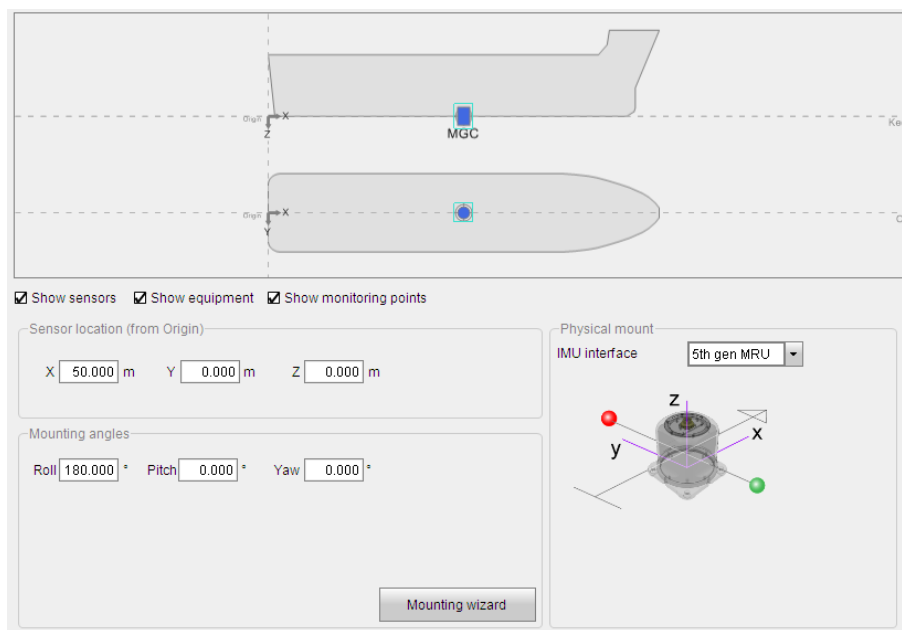 Origin
X
Z
MGC
Origin
X
Y
Show sensors Show equipment Show monitoring points
Sensor location (from Origin)
X 50.000 m Y 0.000 m Z 0.000 m
Mounting angles
Roll 180.000 ° Pitch 0.000 ° Yaw 0.000 °
Mounting wizard
Physical mount
IMU interface 5th gen MRU
z
x
y